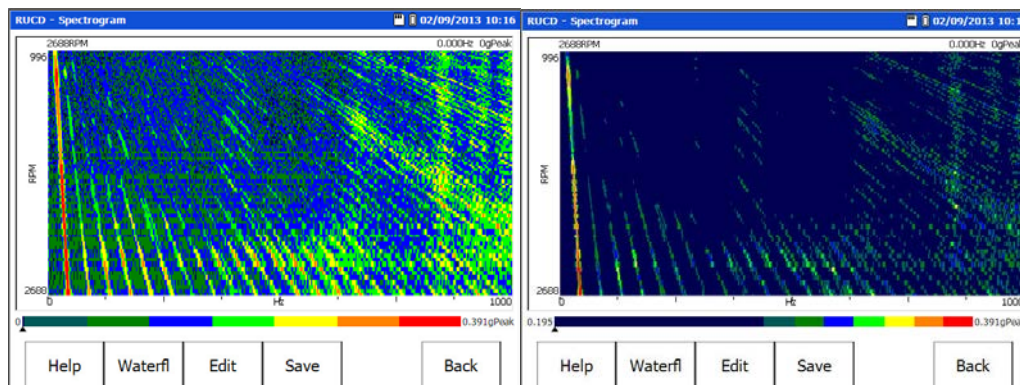 RUCD - Spectrogram 02/09/2013 10:16
2688RPM 0.000Hz 0gPeak
996
RPM
2688
0 Hz 1000
0 0.391gPeak
Help Waterfl Edit Save Back
RUCD - Spectrogram 02/09/2013 10:1
2688RPM 0.000Hz 0gPeak
996
RPM
2688
0 Hz 1000
0.195 0.391gPeak
Help Waterfl Edit Save Back